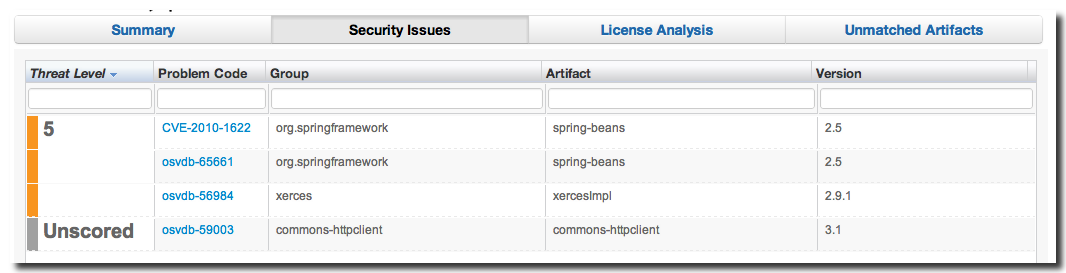 Summary Security Issues License Analysis Unmatched Artifacts
Threat Level Problem Code Group Artifact Version
5 CVE-2010-1622 org.springframework spring-beans 2.5
osvdb-65661 org.springframework spring-beans 2.5
osvdb-56984 xerces xercesImpl 2.9.1
Unscored osvdb-59003 commons-httpclient commons-httpclient 3.1